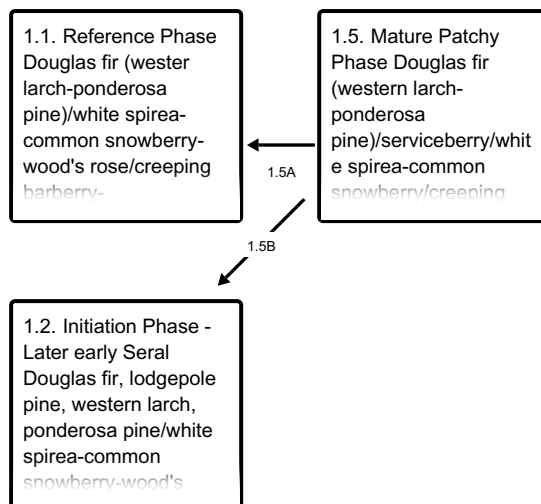 1.1. Reference Phase
Douglas fir (wester
larch-ponderosa
pine)/white spirea-
common snowberry-
wood's rose/creeping
barberry-
1.5. Mature Patchy
Phase Douglas fir
(western larch-
ponderosa
pine)/serviceberry/whit
e spirea-common
snowberry/creeping
1.5A
1.5B
1.2. Initiation Phase -
Later early Seral
Douglas fir, lodgepole
pine, western larch,
ponderosa pine/white
spirea-common
snowberry-wood's